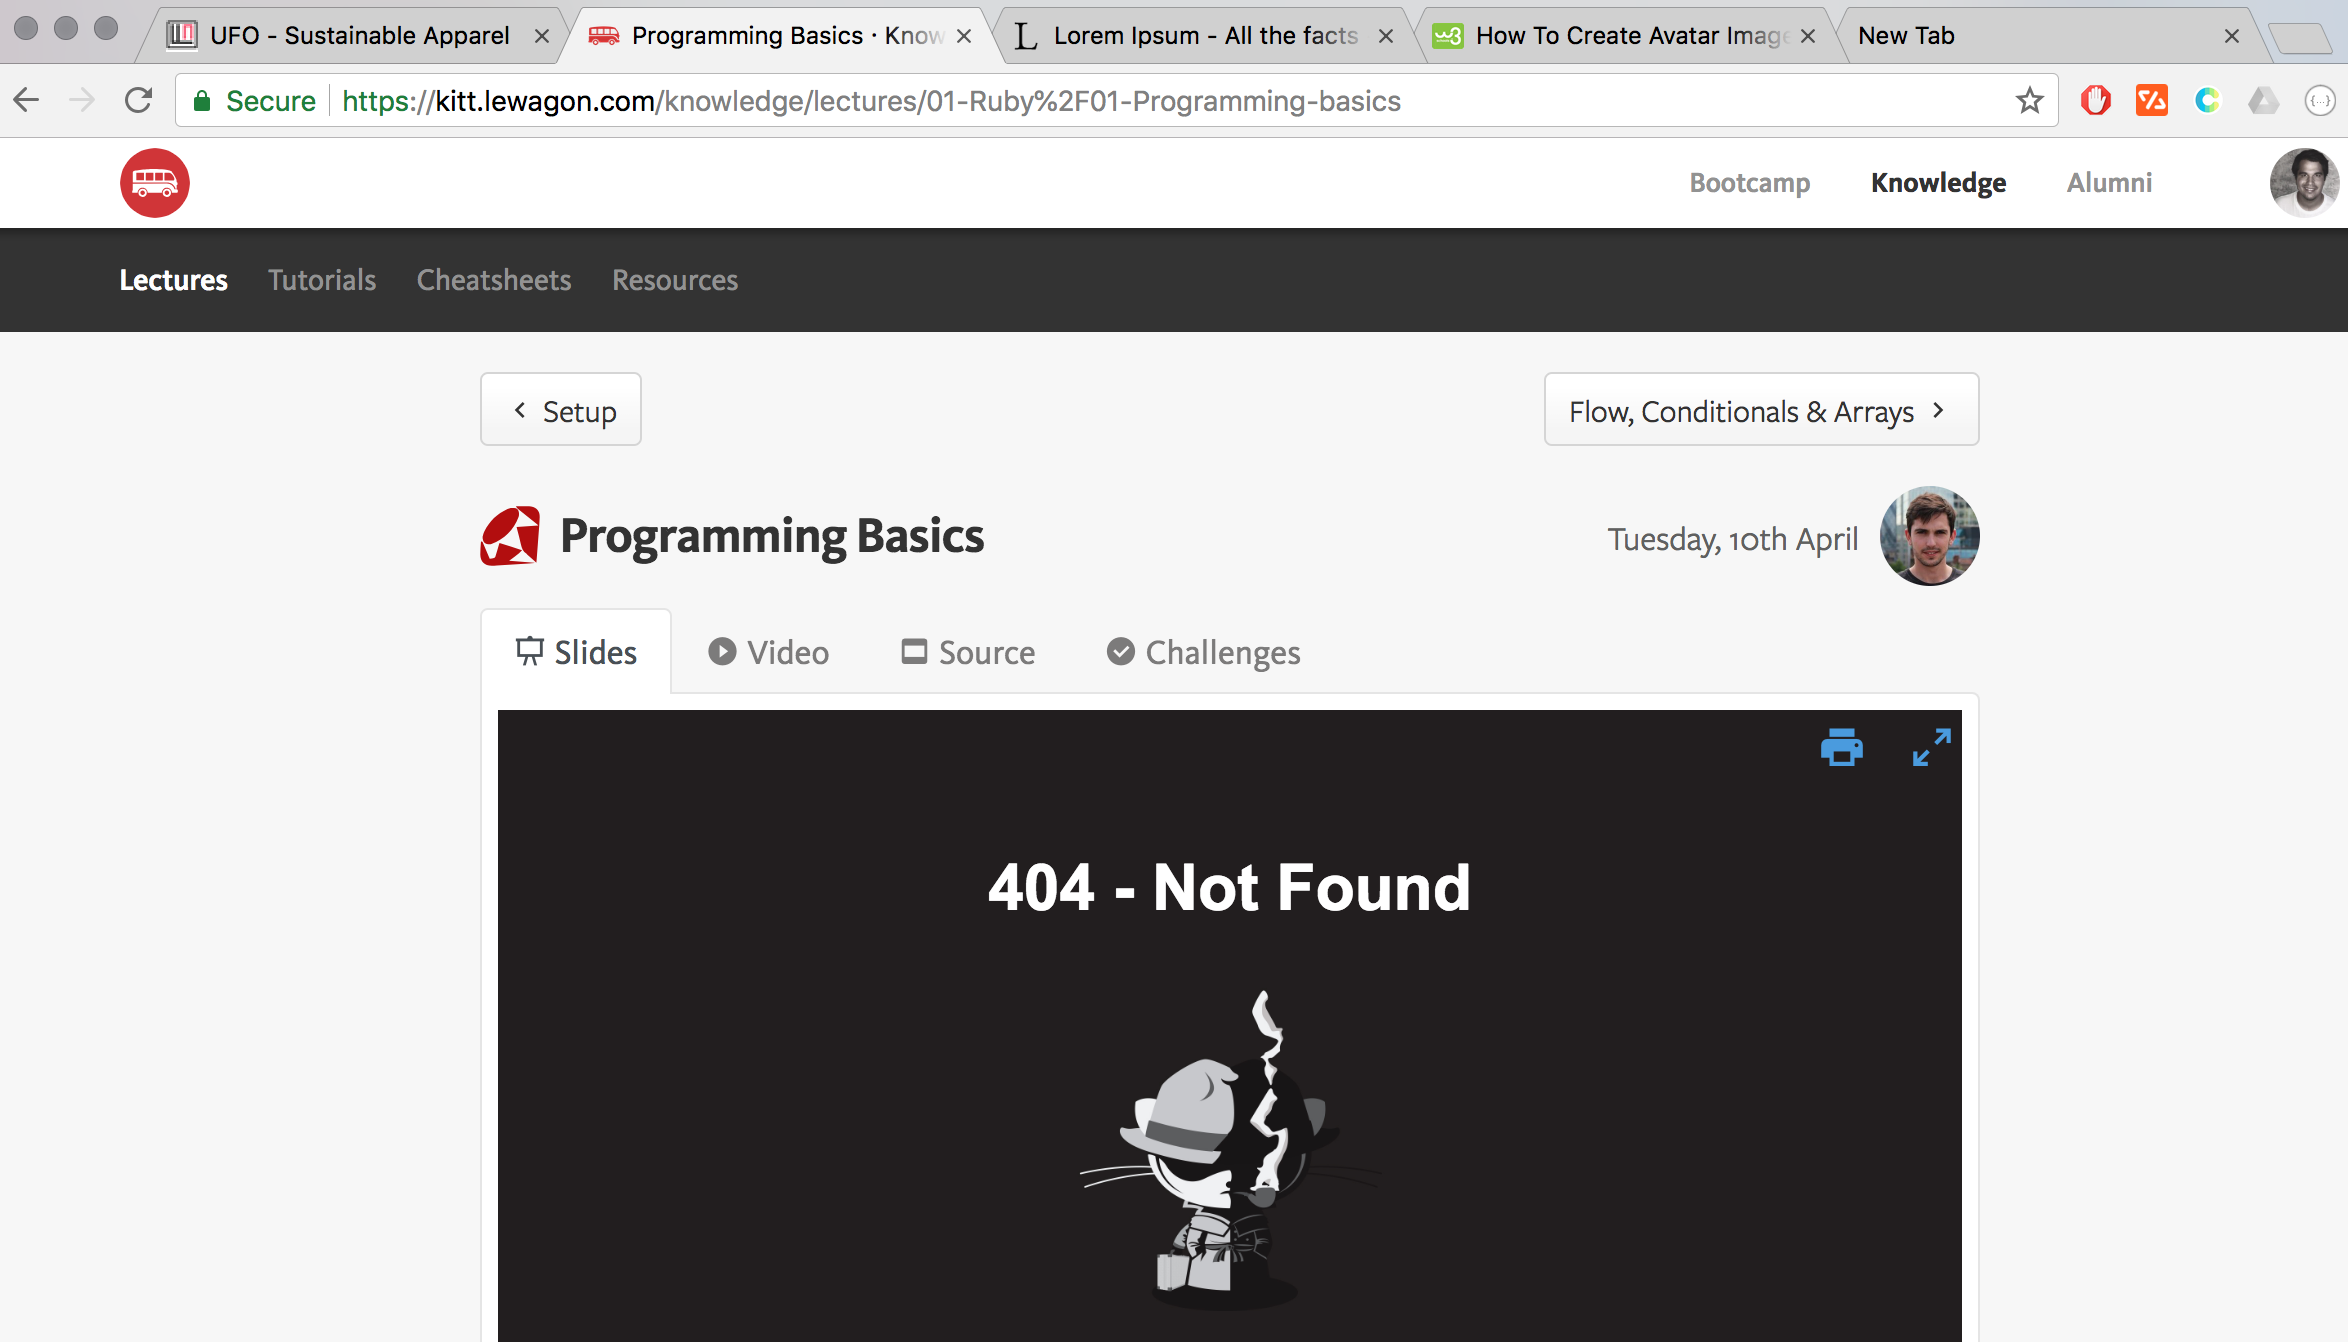 UFO - Sustainable Apparel
Programming Basics · Know
Lorem Ipsum - All the facts
How To Create Avatar Image
New Tab
Secure https://kitt.lewagon.com/knowledge/lectures/01-Ruby%2F01-Programming-basics
Bootcamp Knowledge Alumni
Lectures Tutorials Cheatsheets Resources
Setup
Flow, Conditionals & Arrays
Programming Basics
Tuesday, 10th April
Slides Video Source Challenges
404 - Not Found